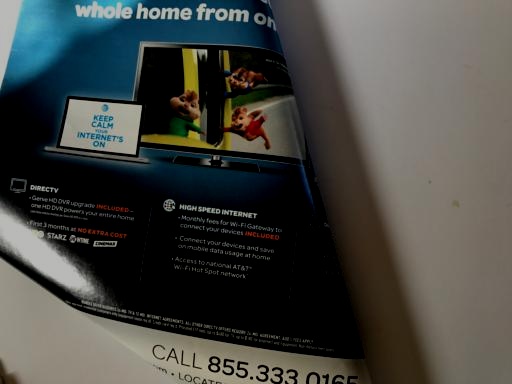 whole home from on
KEEP
CALM
YOUR
INTERNET'S
ON
DIRECTV
• Genie HD DVR upgrade INCLUDED –
one HD DVR powers your entire home
• First 3 months at NO EXTRA COST
STARZ SHOWTIME CINEMAX
HIGH SPEED INTERNET
• Monthly fees for Wi-Fi Gateway to
connect your devices INCLUDED
• Connect your devices and save
on mobile data usage at home
• Access to national AT&T
Wi-Fi Hot Spot network
CALL 855.333.0165
• LOCATE